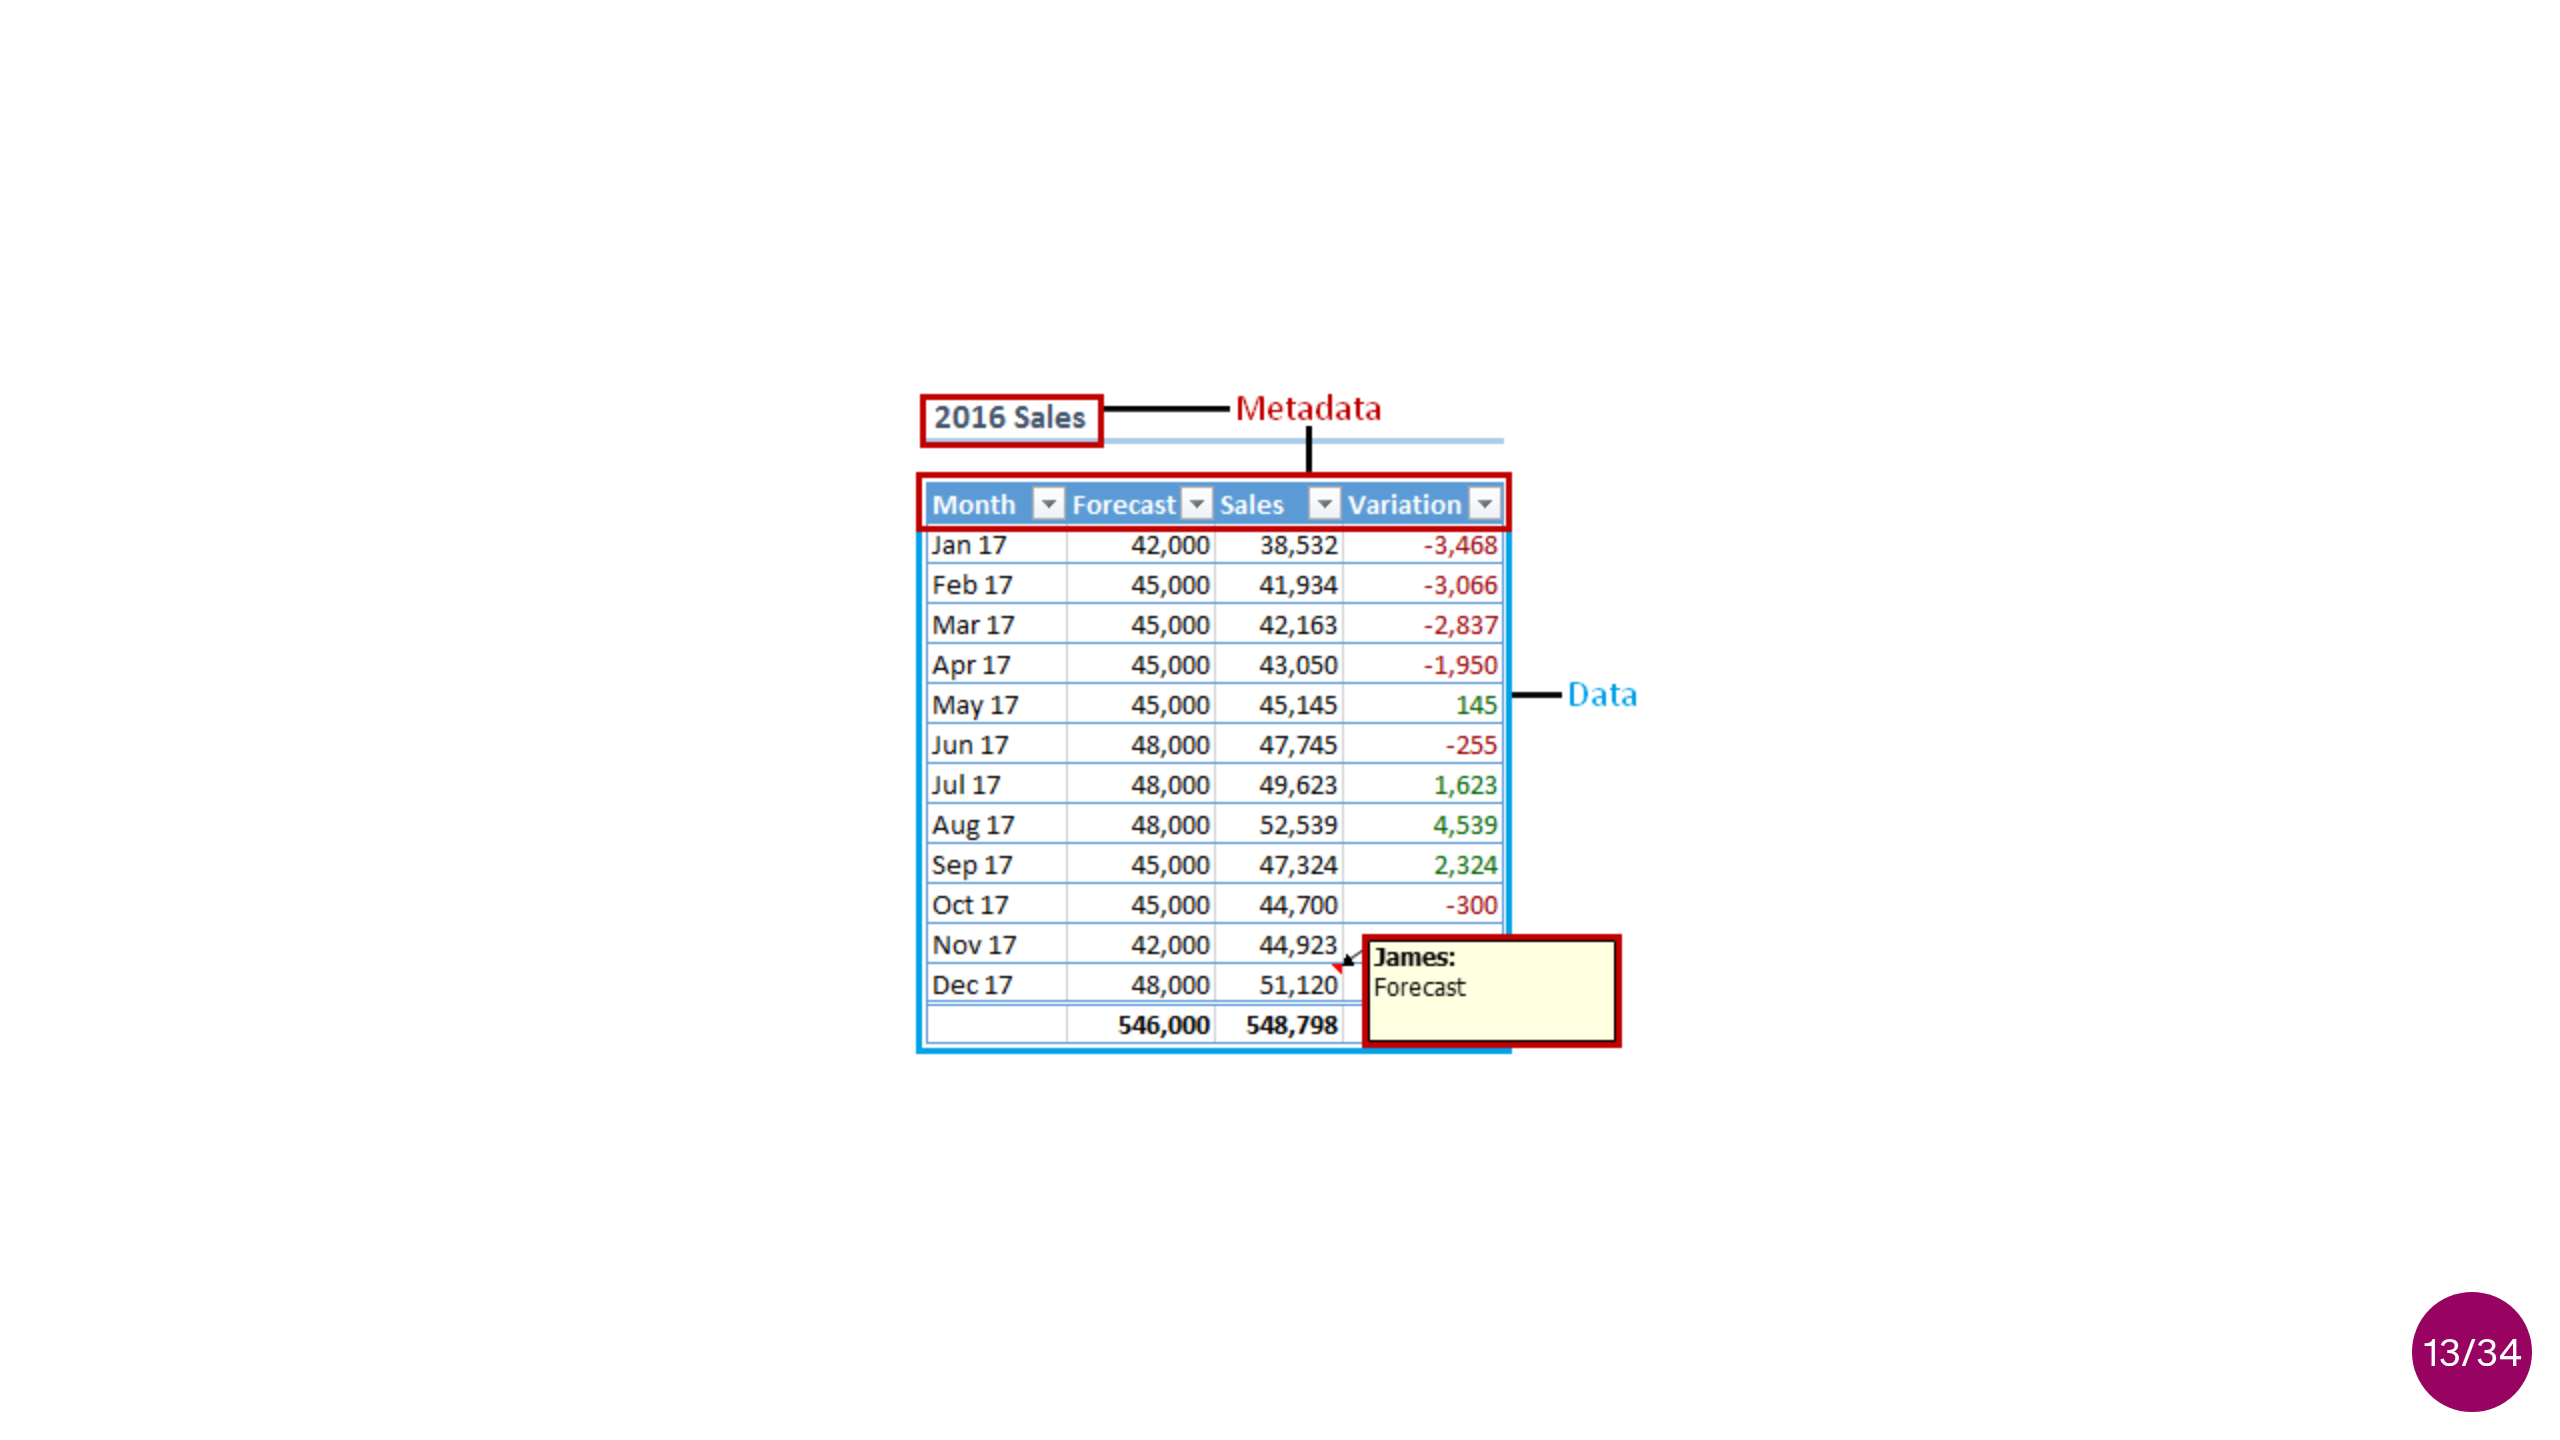 2016 Sales
Metadata
Month Forecast Sales Variation
Jan 17 42,000 38,532 -3,468
Feb 17 45,000 41,934 -3,066
Mar 17 45,000 42,163 -2,837
Apr 17 45,000 43,050 -1,950
May 17 45,000 45,145 145
Data
Jun 17 48,000 47,745 -255
Jul 17 48,000 49,623 1,623
Aug 17 48,000 52,539 4,539
Sep 17 45,000 47,324 2,324
Oct 17 45,000 44,700 -300
Nov 17 42,000 44,923
Dec 17 48,000 51,120
546,000 548,798
James:
Forecast
13/34